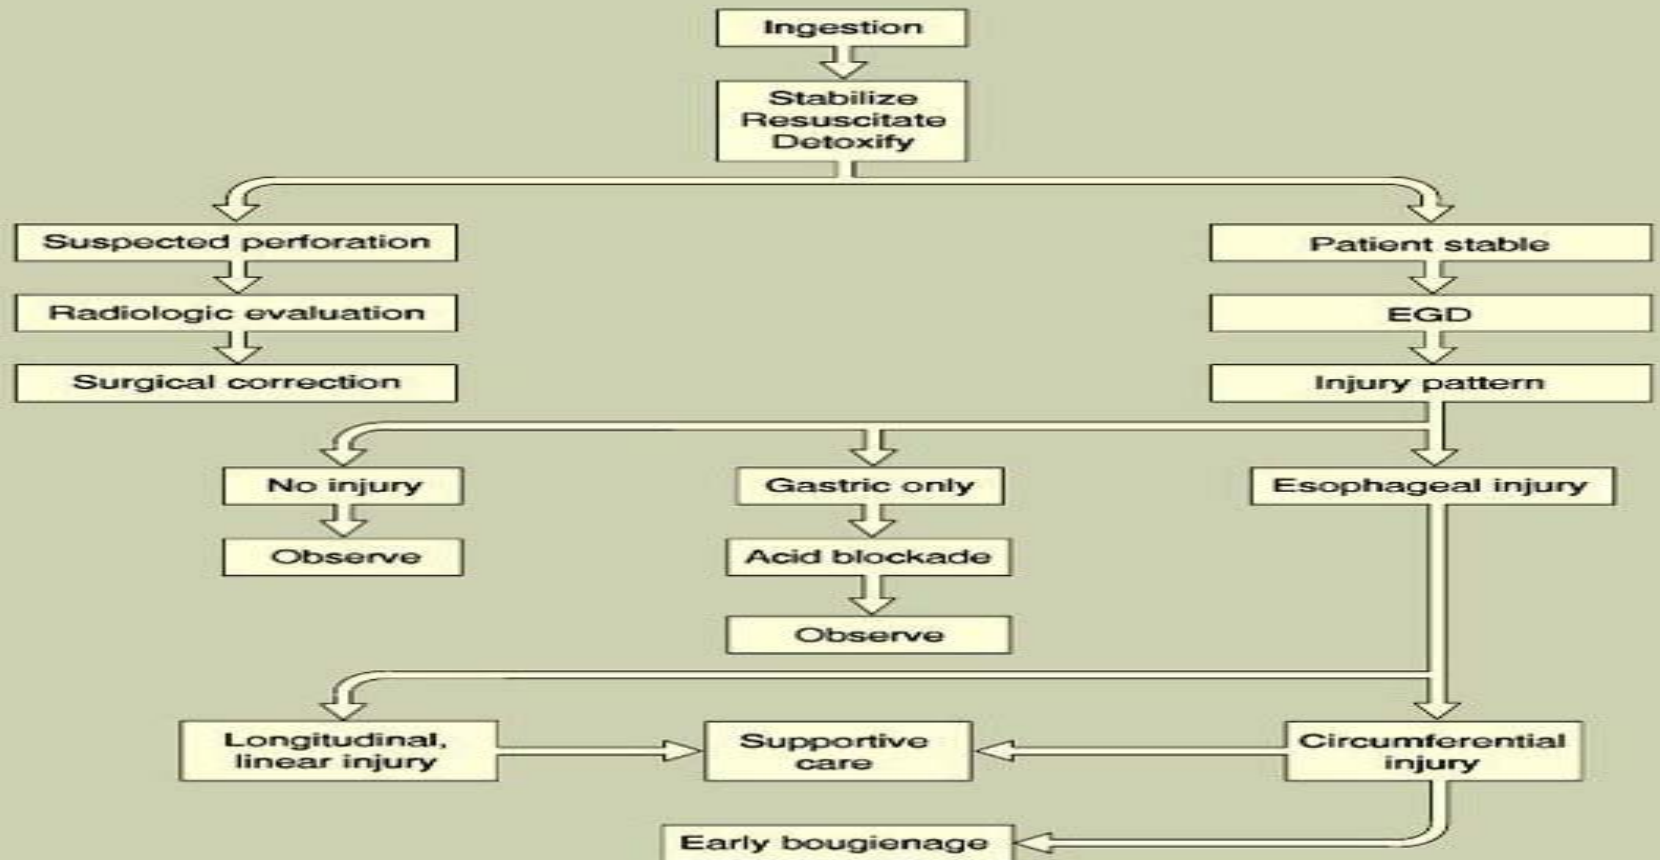 Ingestion
Stabilize
Resuscitate
Detoxify
Suspected perforation
Patient stable
Radiologic evaluation
EGD
Surgical correction
Injury pattern
No injury
Gastric only
Esophageal injury
Observe
Acid blockade
Observe
Longitudinal,
linear injury
Supportive
care
Circumferential
injury
Early bougienage